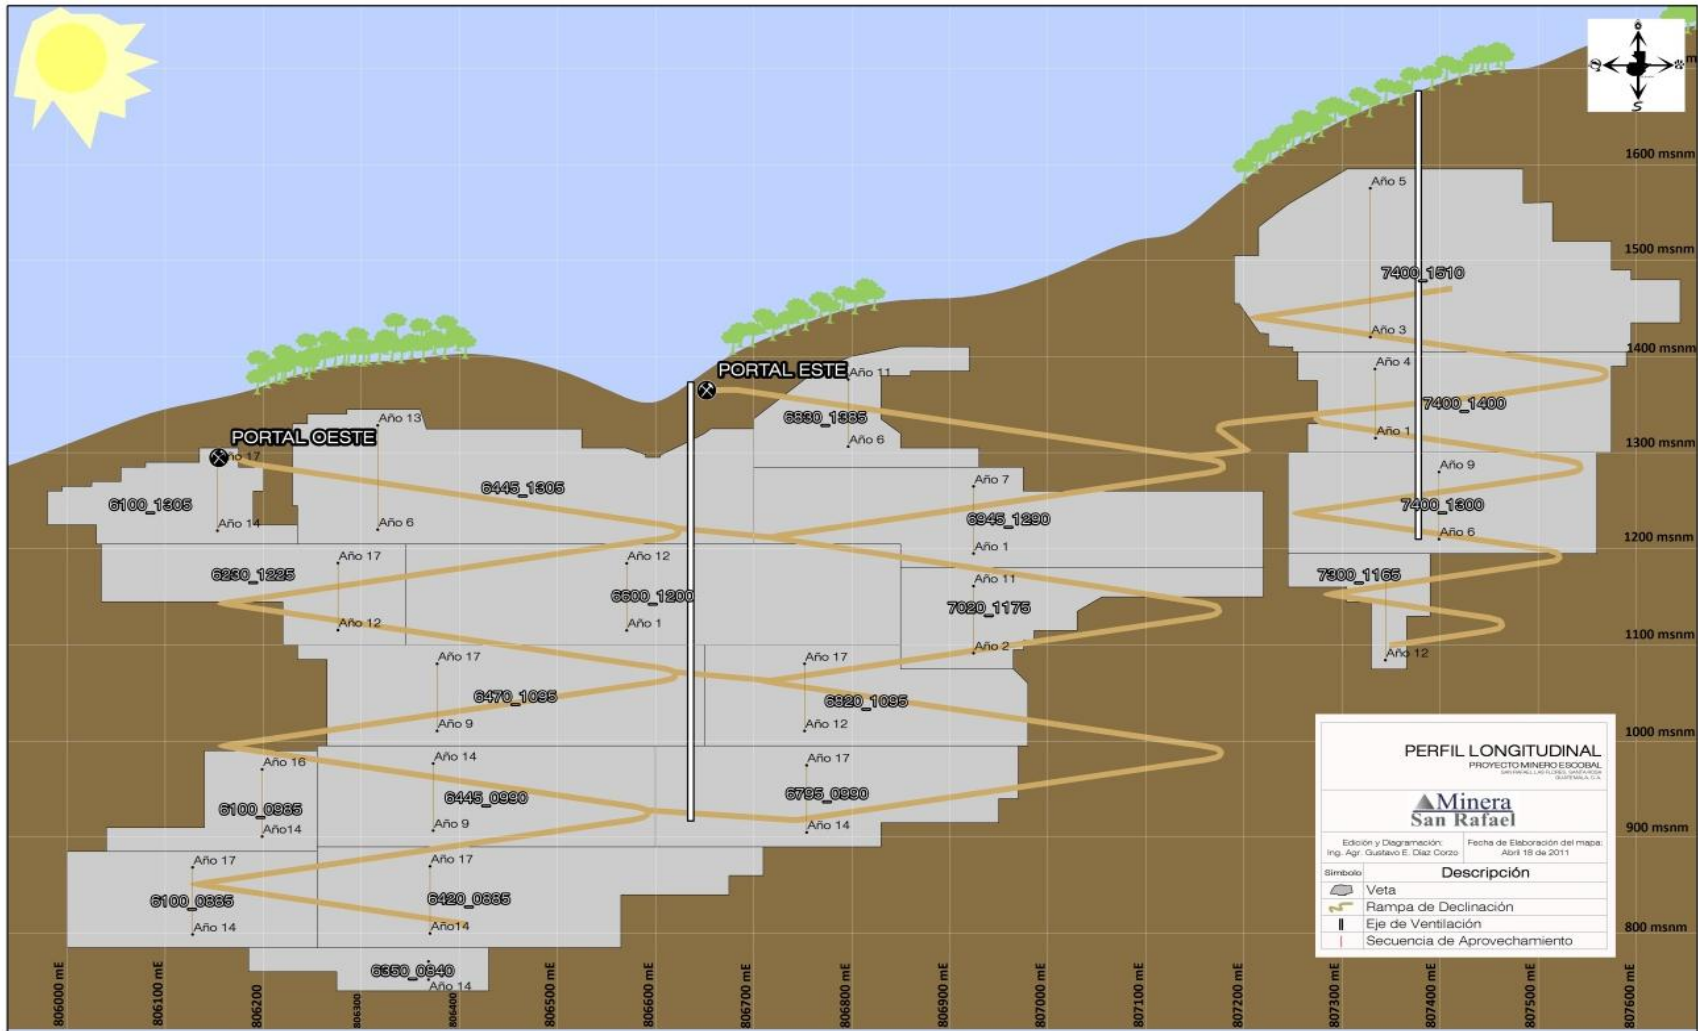 m
S
1600 msnm
Año 5
1500 msnm
7400_1510
Año 3
1400 msnm
Año 4
PORTAL ESTE
Año 11
7400_1400
6830_1385
Año 13
Año 1
PORTAL OESTE
Año 6
1300 msnm
Año 17
Año 9
6445_1305
Año 7
6100_1305
7400_1300
6945_1290
Año 14
Año 6
Año 6
Año 1
1200 msnm
Año 17
Año 12
6230_1225
7300_1165
Año 11
6600_1200
7020_1175
Año 12
Año 1
1100 msnm
Año 2
Año 12
Año 17
Año 17
6470_1095
6820_1095
Año 9
Año 12
1000 msnm
Año 16
Año 14
Año 17
6100_0985
6445_0990
6795_0990
Año14
Año 9
Año 14
900 msnm
Año 17
Año 17
6100_0885
6420_0885
Año 14
Año14
800 msnm
6350_0840
Año 14
806000 mE
806100 mE
806200
806300
806400
806500 mE
806600 mE
806700 mE
806800 mE
806900 mE
807000 mE
807100 mE
807200 mE
807300 mE
807400 mE
807500 mE
807600 mE
PERFIL LONGITUDINAL
PROYECTO MINERO ESCOBAL
SAN RAFAEL LAS FLORES, SANTA ROSA
GUATEMALA, C.A.
Minera
San Rafael
Edición y Diagramación:
Ing. Agr. Gustavo E. Díaz Corzo
Fecha de Elaboración del mapa:
Abril 18 de 2011
Símbolo
Descripción
Veta
Rampa de Declinación
Eje de Ventilación
Secuencia de Aprovechamiento